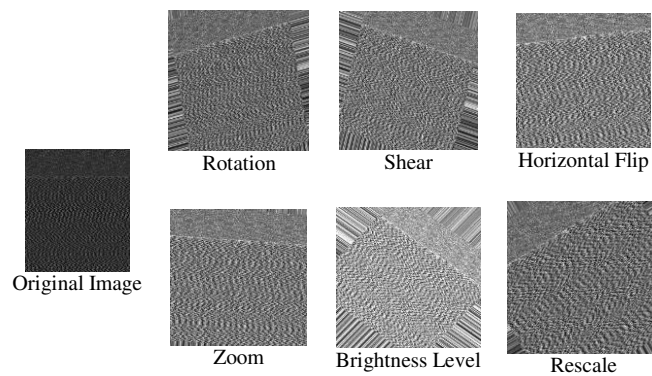 Rotation
Shear
Horizontal Flip
Original Image
Zoom
Brightness Level
Rescale